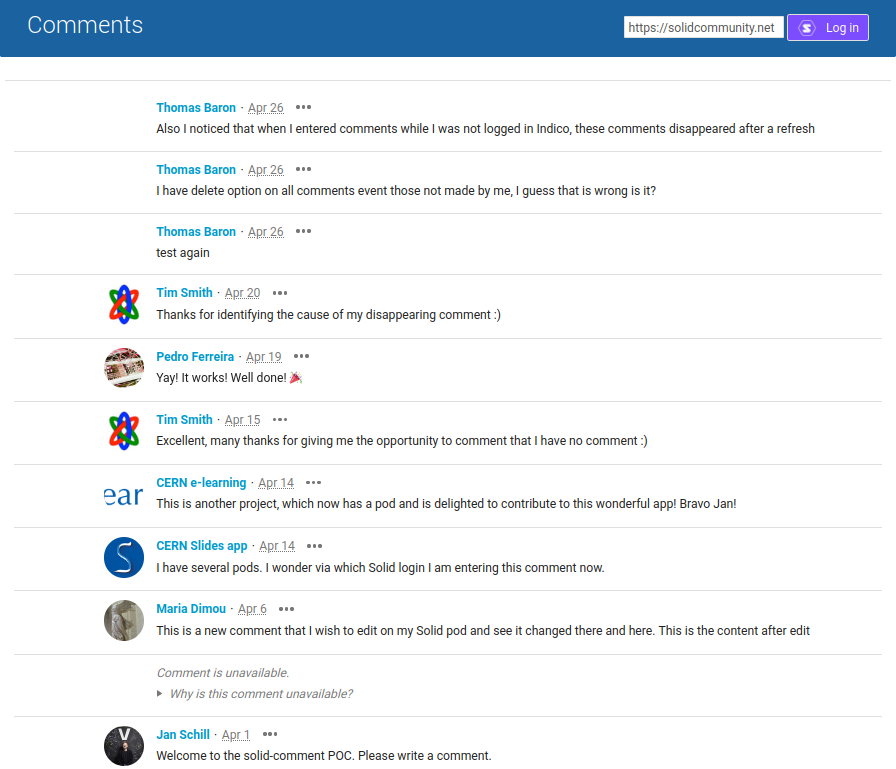 Comments
https://solidcommunity.net
Log in
Thomas Baron · Apr 26 •••
Also I noticed that when I entered comments while I was not logged in Indico, these comments disappeared after a refresh
Thomas Baron · Apr 26 •••
I have delete option on all comments event those not made by me, I guess that is wrong is it?
Thomas Baron · Apr 26 •••
test again
Tim Smith · Apr 20 •••
Thanks for identifying the cause of my disappearing comment :)
Pedro Ferreira · Apr 19 •••
Yay! It works! Well done! 🎉
Tim Smith · Apr 15 •••
Excellent, many thanks for giving me the opportunity to comment that I have no comment :)
ear
CERN e-learning · Apr 14 •••
This is another project, which now has a pod and is delighted to contribute to this wonderful app! Bravo Jan!
S
CERN Slides app · Apr 14 •••
I have several pods. I wonder via which Solid login I am entering this comment now.
Maria Dimou · Apr 6 •••
This is a new comment that I wish to edit on my Solid pod and see it changed there and here. This is the content after edit
Comment is unavailable.
Why is this comment unavailable?
Jan Schill · Apr 1 •••
Welcome to the solid-comment POC. Please write a comment.